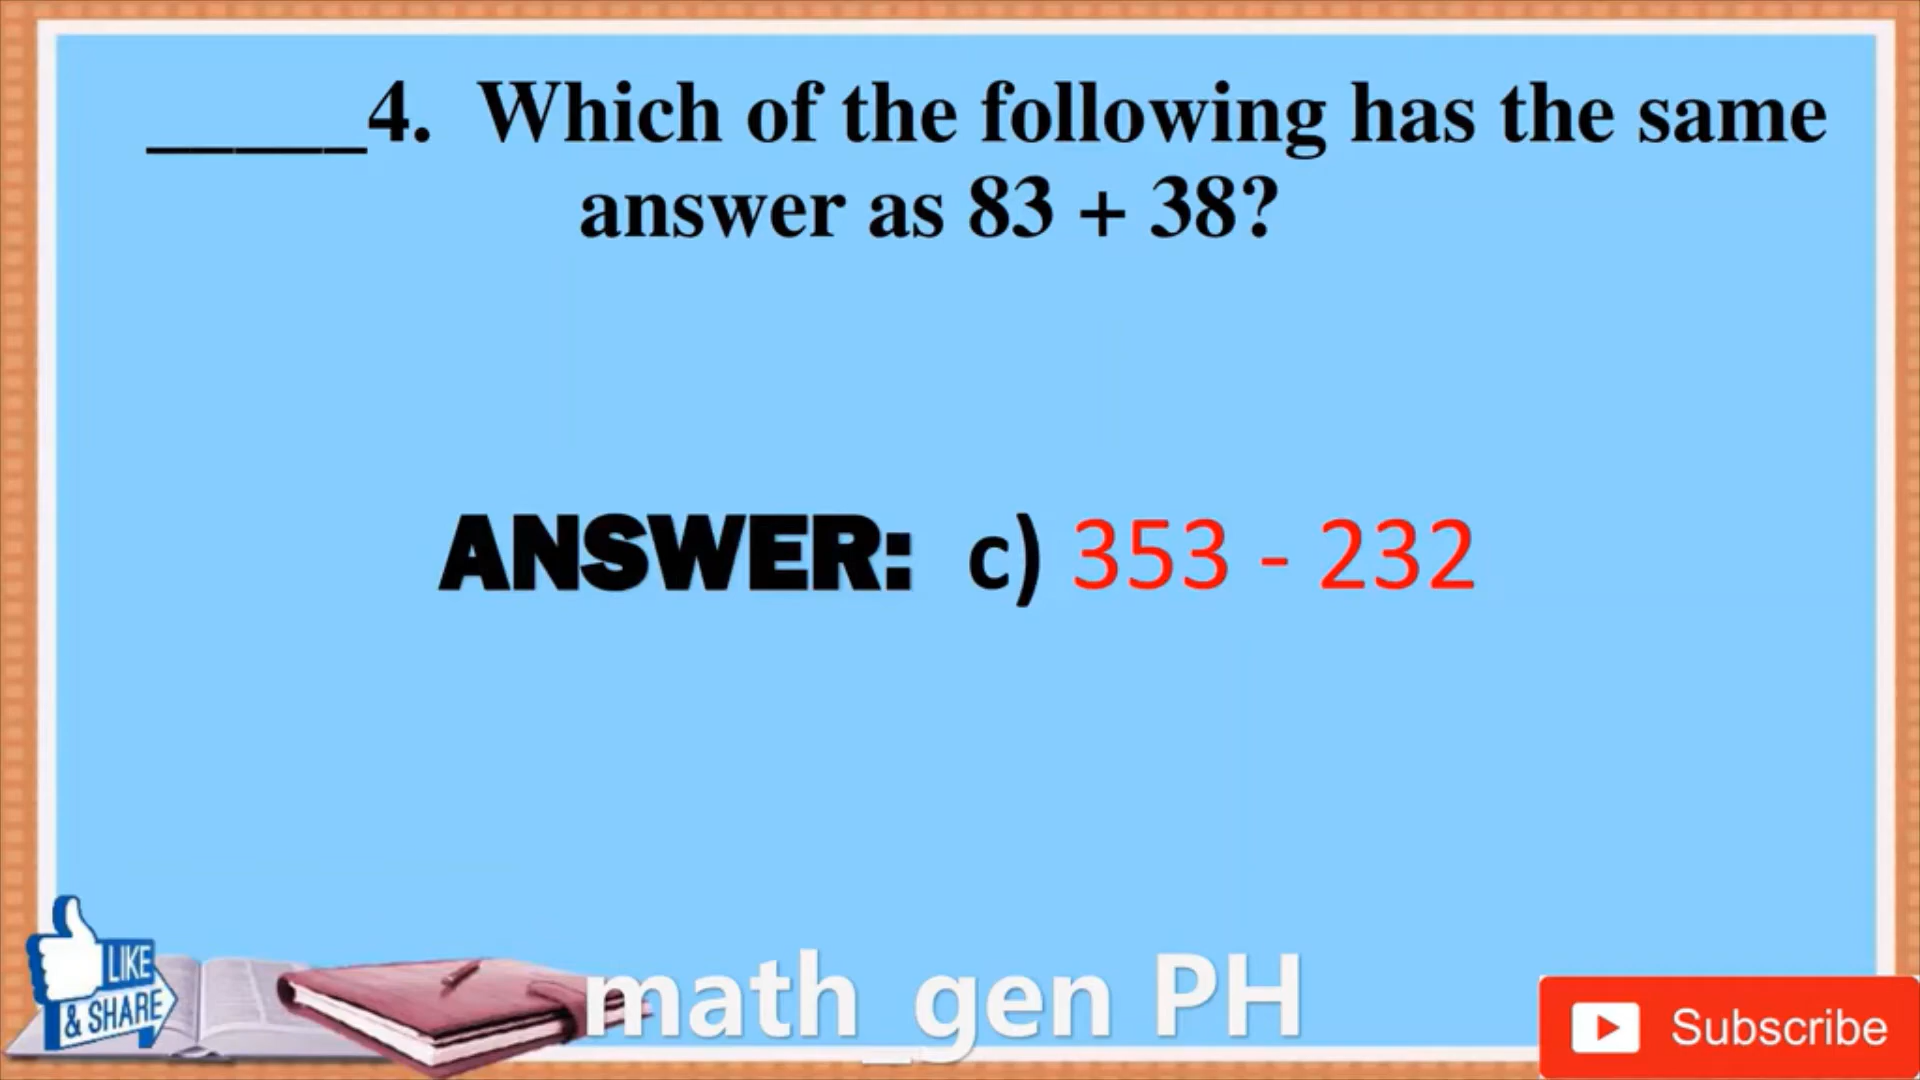 _____4. Which of the following has the same
answer as 83 + 38?
ANSWER: c) 353 - 232
LIKE
& SHARE
math_gen PH
Subscribe